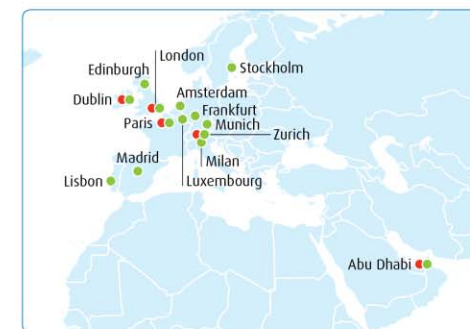 London
Edinburgh
Stockholm
Amsterdam
Dublin
Frankfurt
Munich
Paris
Zurich
Madrid
Milan
Lisbon
Luxembourg
Abu Dhabi